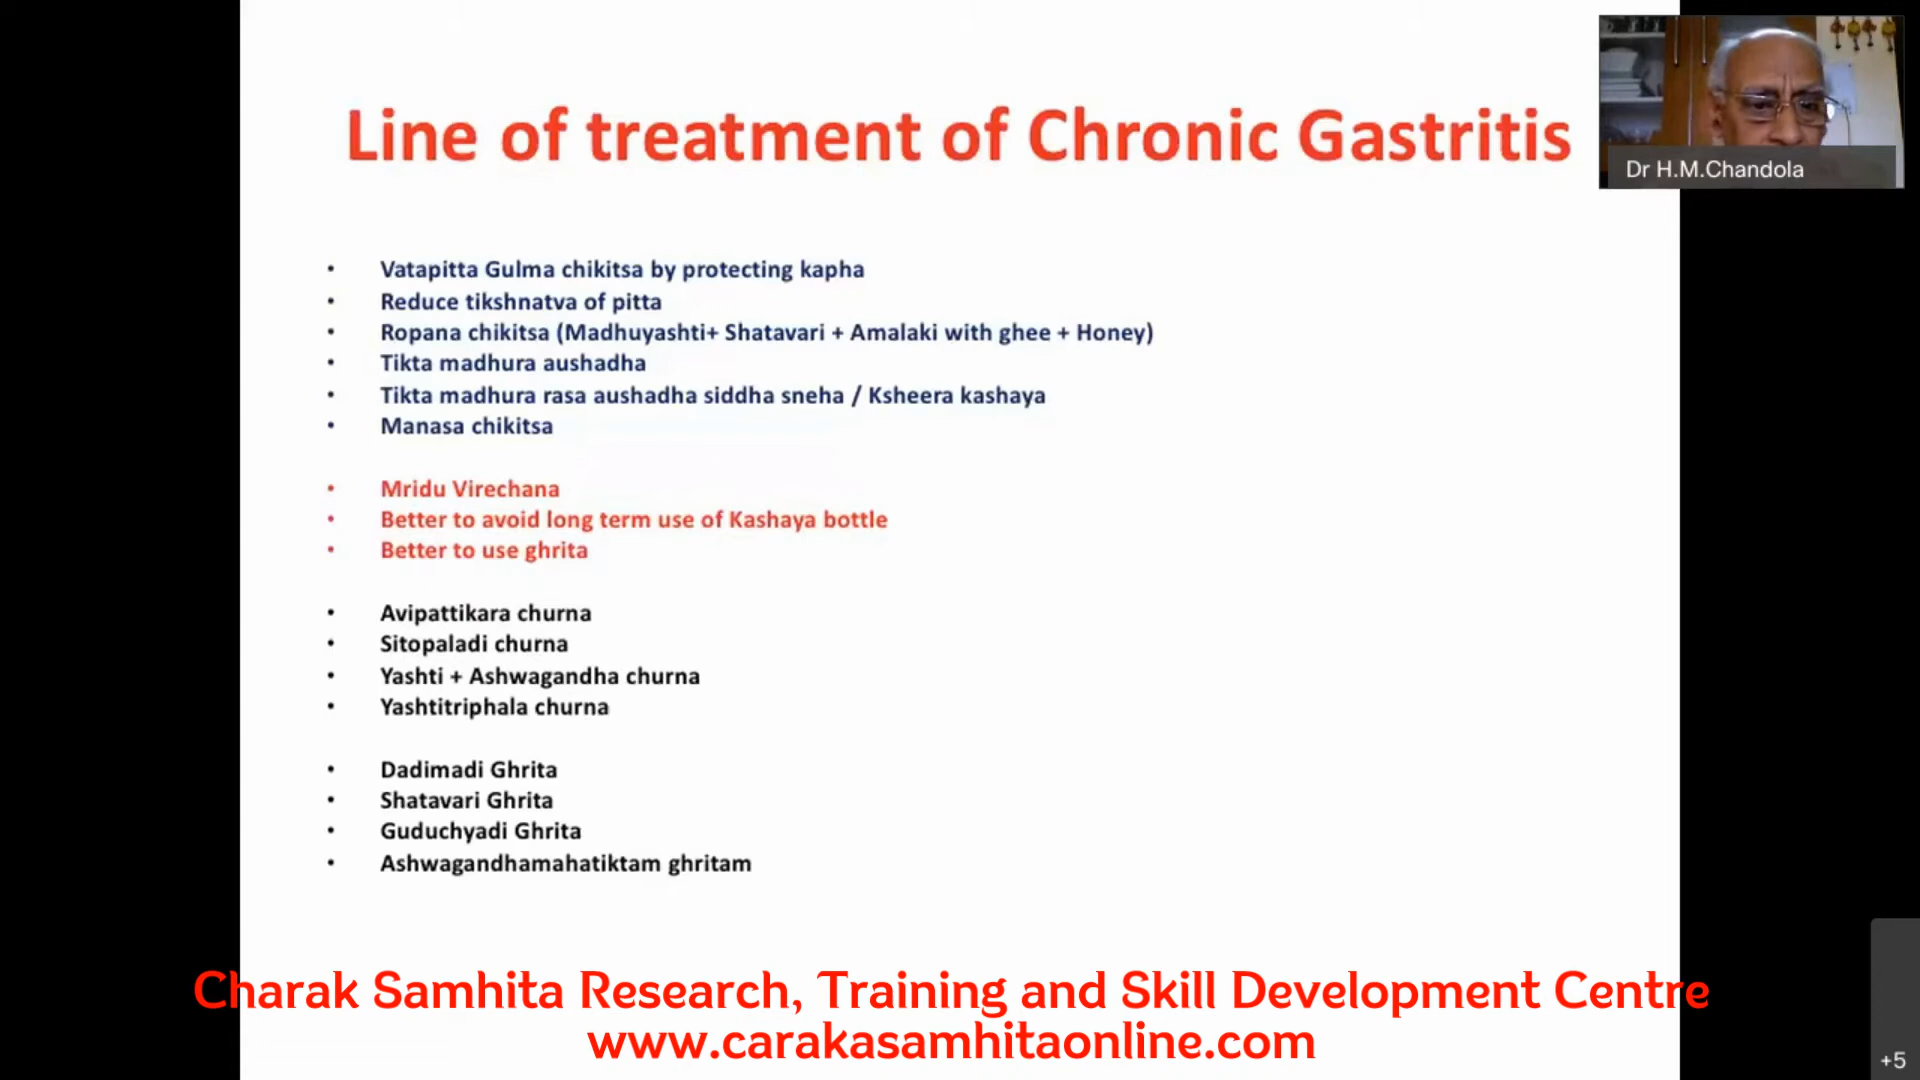 Line of treatment of Chronic Gastritis
Dr H.M.Chandola
• Vatapitta Gulma chikitsa by protecting kapha
• Reduce tikshnatva of pitta
• Ropana chikitsa (Madhuyashti+ Shatavari + Amalaki with ghee + Honey)
• Tikta madhura aushadha
• Tikta madhura rasa aushadha siddha sneha / Ksheera kashaya
• Manasa chikitsa
• Mridu Virechana
• Better to avoid long term use of Kashaya bottle
• Better to use ghrita
• Avipattikara churna
• Sitopaladi churna
• Yashti + Ashwagandha churna
• Yashtitriphala churna
• Dadimadi Ghrita
• Shatavari Ghrita
• Guduchyadi Ghrita
• Ashwagandhamahatiktam ghritam
Charak Samhita Research, Training and Skill Development Centre
www.carakasamhitaonline.com
+5